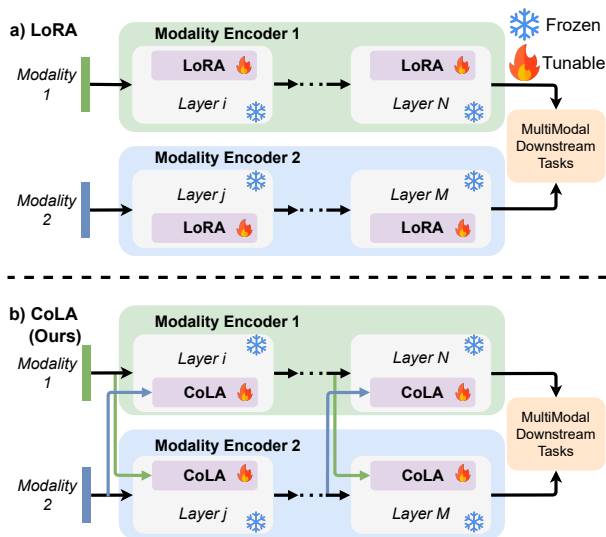 a) LoRA
Modality Encoder 1
Frozen
Tunable
Modality
1
LoRA
LoRA
Layer i
Layer N
MultiModal
Downstream
Tasks
Modality Encoder 2
Modality
2
Layer j
Layer M
LoRA
LoRA
b) CoLA
(Ours)
Modality Encoder 1
Modality
1
Layer i
Layer N
CoLA
CoLA
MultiModal
Downstream
Tasks
Modality Encoder 2
Modality
2
CoLA
CoLA
Layer j
Layer M